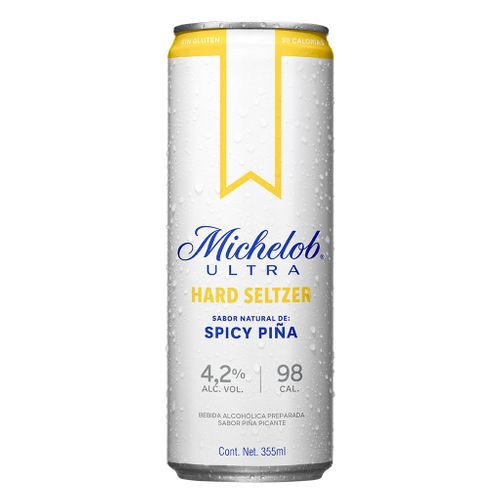 SIN GLUTEN
98 CALORÍAS
Michelob
ULTRA
HARD SELTZER
SABOR NATURAL DE:
SPICY PIÑA
4,2% | 98
ALC. VOL. | CAL.
BEBIDA ALCOHÓLICA PREPARADA
SABOR PIÑA PICANTE
Cont. Net. 355ml